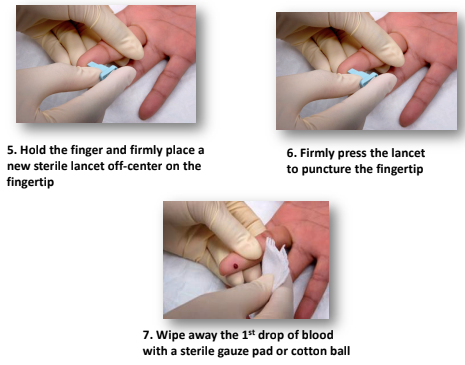 5. Hold the finger and firmly place a
new sterile lancet off-center on the
fingertip
6. Firmly press the lancet
to puncture the fingertip
7. Wipe away the 1st drop of blood
with a sterile gauze pad or cotton ball